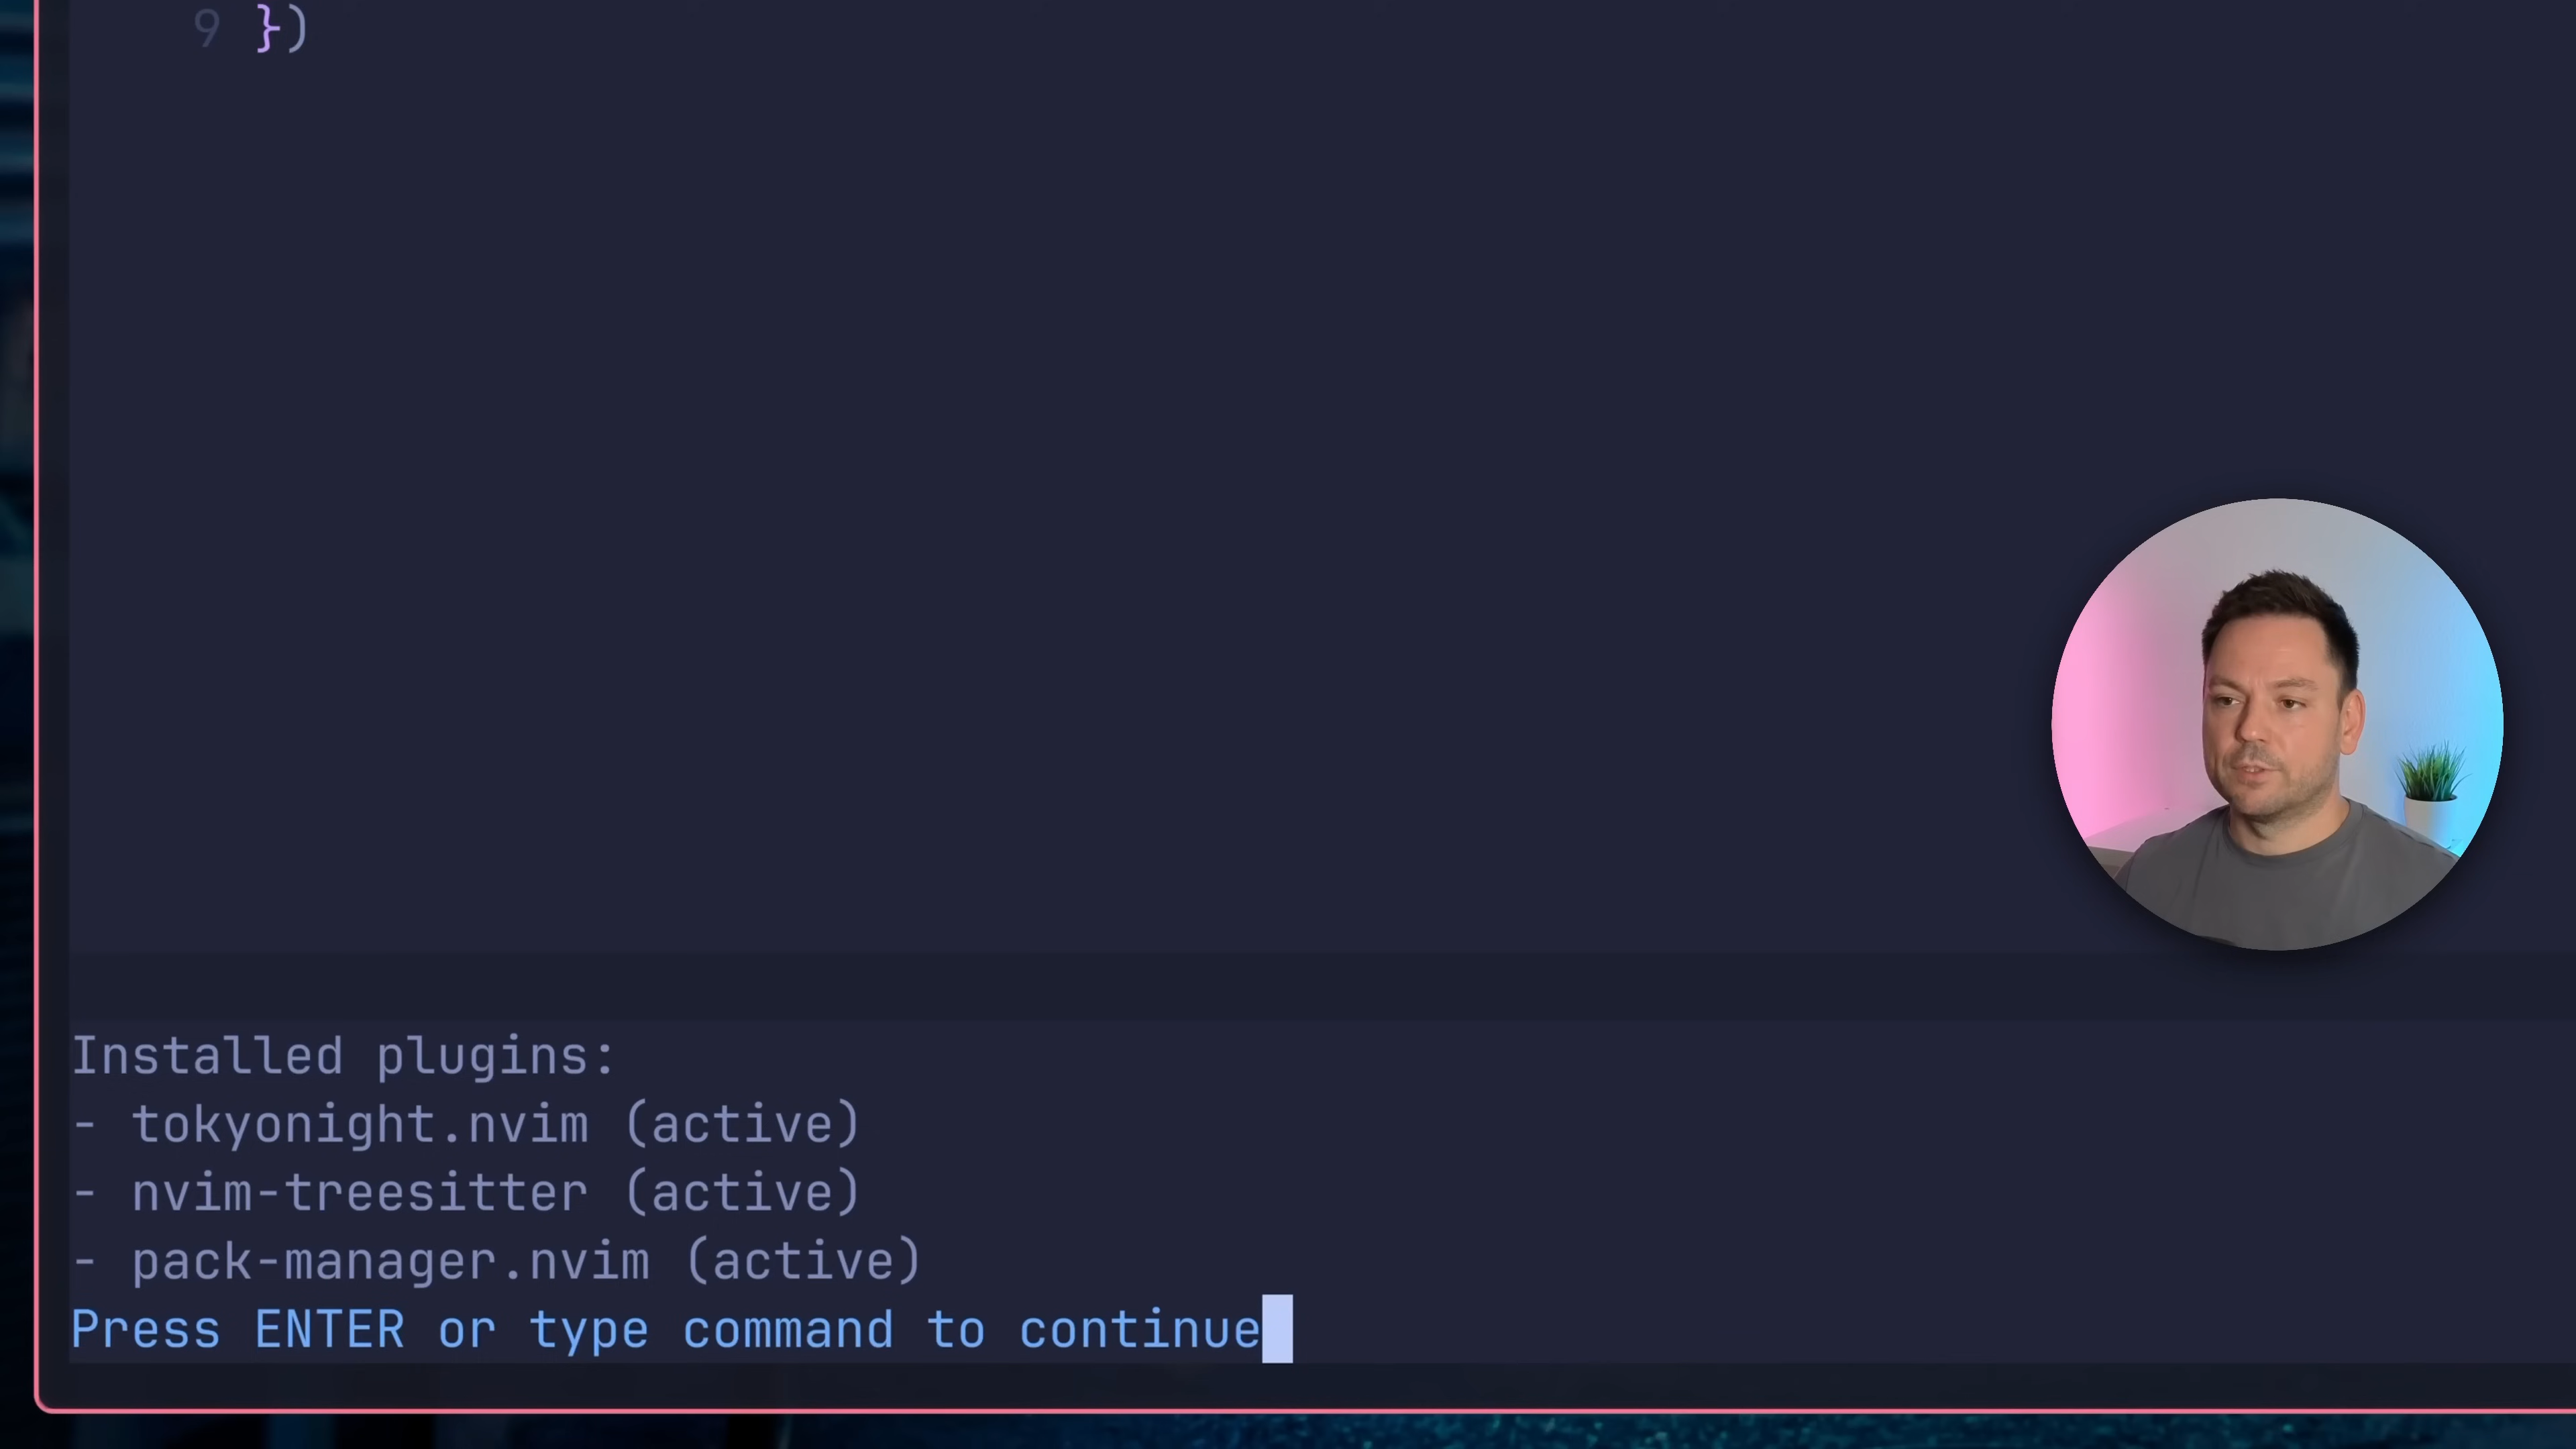 9 })
Installed plugins:
- tokyonight.nvim (active)
- nvim-treesitter (active)
- pack-manager.nvim (active)
Press ENTER or type command to continue